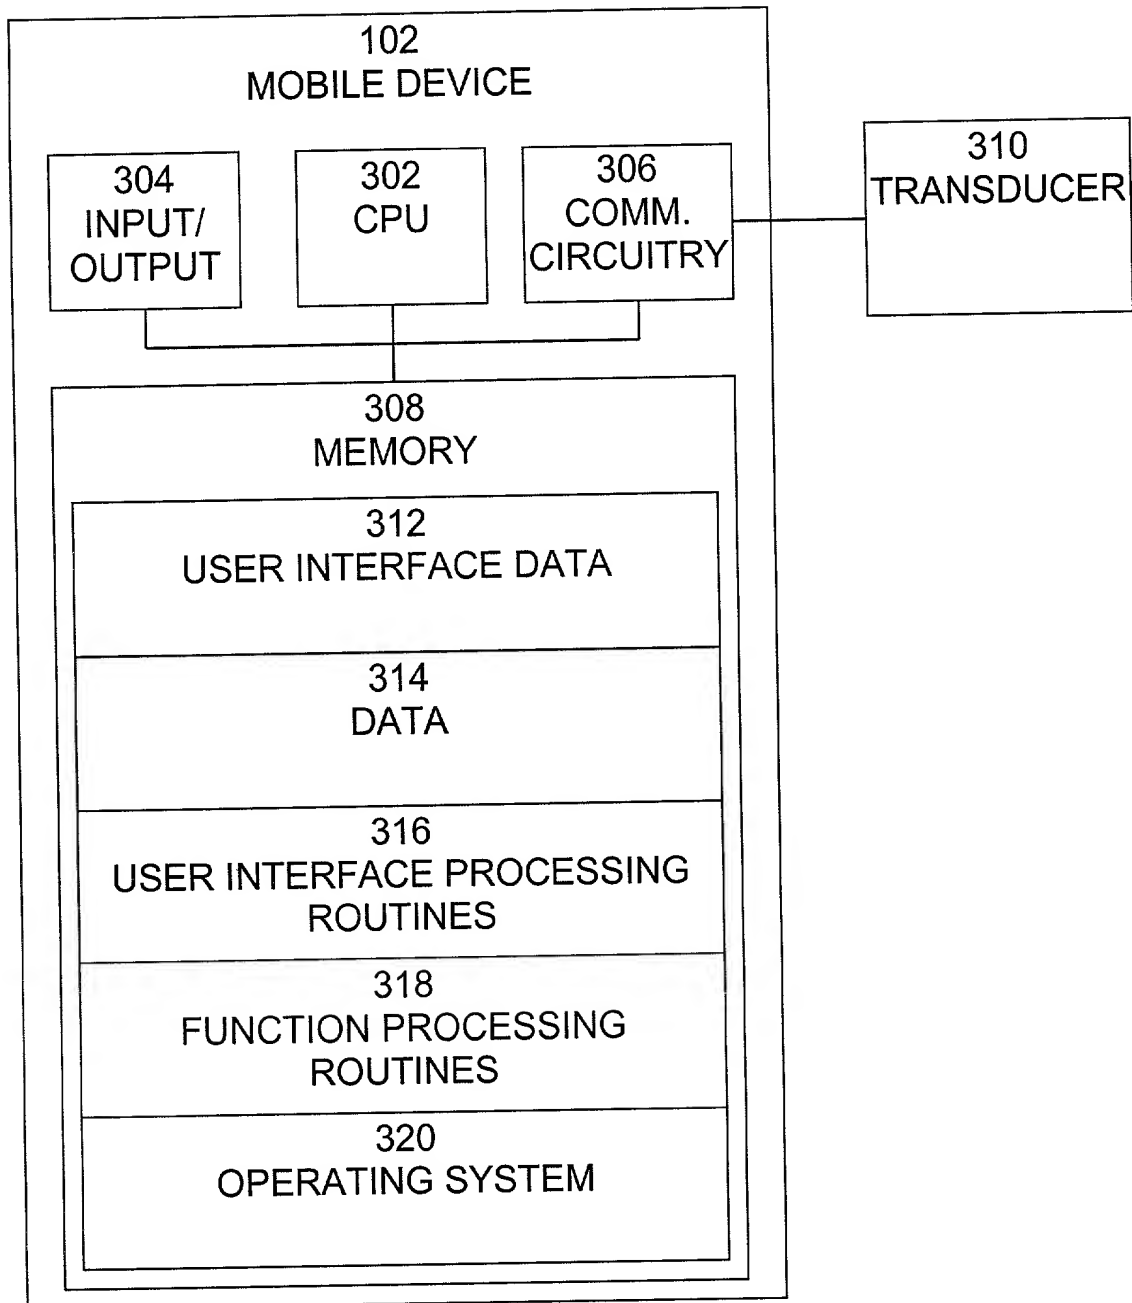 102
MOBILE DEVICE
304
INPUT/
OUTPUT
302
CPU
306
COMM.
CIRCUITRY
310
TRANSDUCER
308
MEMORY
312
USER INTERFACE DATA
314
DATA
316
USER INTERFACE PROCESSING
ROUTINES
318
FUNCTION PROCESSING
ROUTINES
320
OPERATING SYSTEM